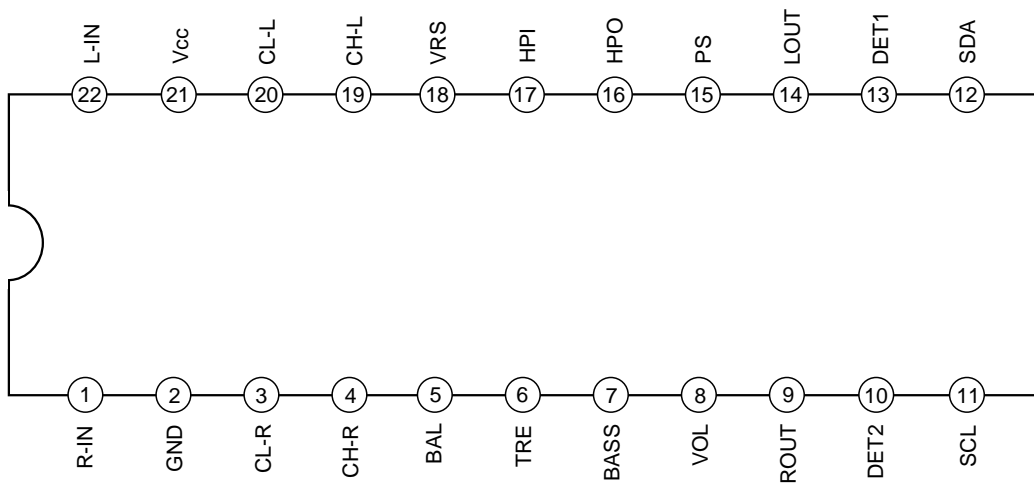 L-IN Vcc CL-L CH-L VRS HPI HPO PS LOUT DET1 SDA
22 21 20 19 18 17 16 15 14 13 12
1 2 3 4 5 6 7 8 9 10 11
R-IN GND CL-R CH-R BAL TRE BASS VOL ROUT DET2 SCL